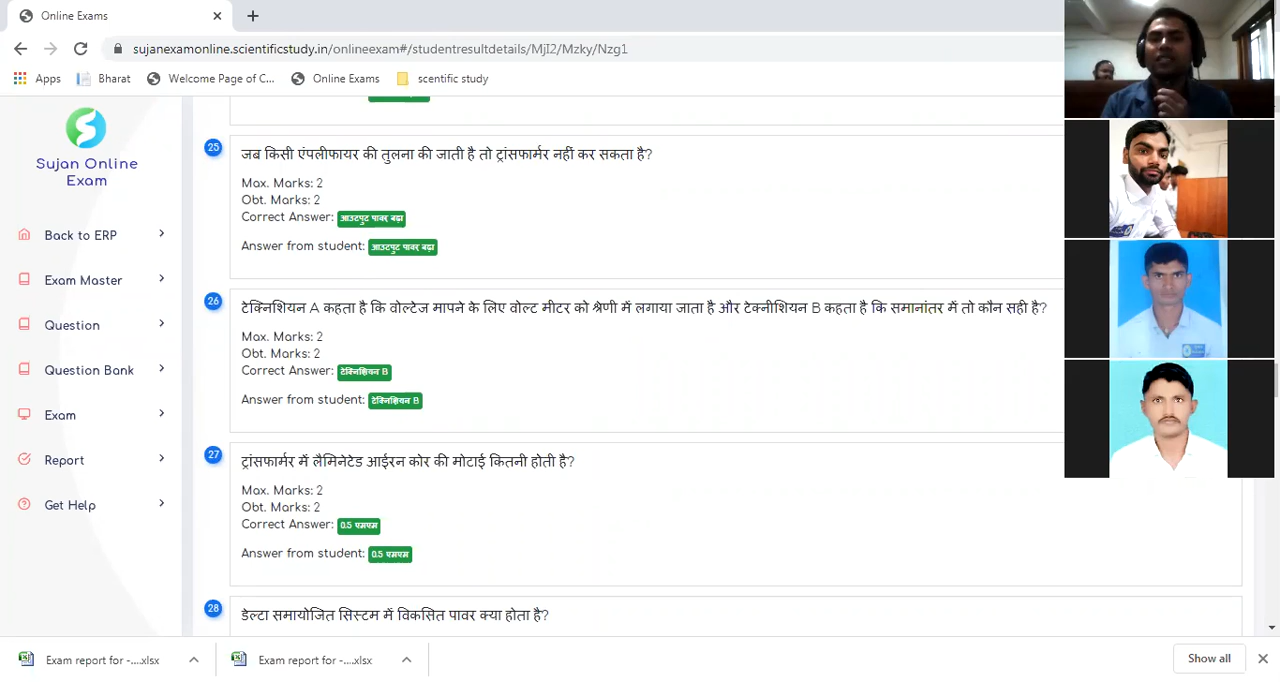 Online Exams
sujanexamonline.scientificstudy.in/onlineexam#/studentresultdetails/MjI2/Mzky/Nzg1
Apps Bharat Welcome Page of C... Online Exams scientific study
Sujan Online
Exam
Back to ERP
Exam Master
Question
Question Bank
Exam
Report
Get Help
25 जब किसी एंपलीफायर की तुलना की जाती है तो ट्रांसफार्मर नहीं कर सकता है?
Max. Marks: 2
Obt. Marks: 2
Correct Answer: आउटपुट पावर बढ़ा
Answer from student: आउटपुट पावर बढ़ा
26 टेक्निशियन A कहता है कि वोल्टेज मापने के लिए वोल्ट मीटर को श्रेणी में लगाया जाता है और टेक्नीशियन B कहता है कि समानांतर में तो कौन सही है?
Max. Marks: 2
Obt. Marks: 2
Correct Answer: टेक्निशियन B
Answer from student: टेक्निशियन B
27 ट्रांसफार्मर में लैमिनेटेड आईरन कोर की मोटाई कितनी होती है?
Max. Marks: 2
Obt. Marks: 2
Correct Answer: 0.5 एमएम
Answer from student: 0.5 एमएम
28 डेल्टा समायोजित सिस्टम में विकसित पावर क्या होता है?
Exam report for -....xlsx Exam report for -....xlsx Show all